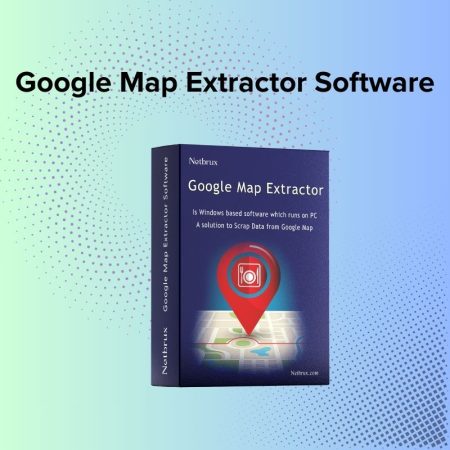 Google Map Extractor Software
Netbrux
Google Map Extractor
Is Windows based software which runs on PC
A solution to Scrap Data from Google Map
Netbrux.com
Netbrux Google Map Extractor Software